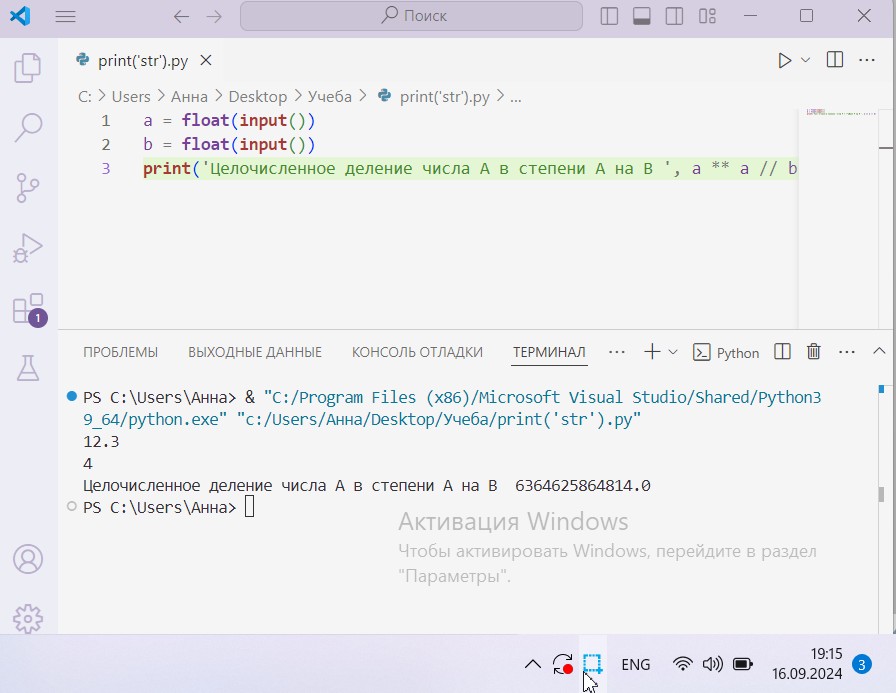 Поиск
print('str').py
C: > Users > Анна > Desktop > Учеба > print('str').py > ...
1 a = float(input())
2 b = float(input())
3 print('Целочисленное деление числа A в степени A на B ', a ** a // b
1
ПРОБЛЕМЫ ВЫХОДНЫЕ ДАННЫЕ КОНСОЛЬ ОТЛАДКИ ТЕРМИНАЛ ... Python ...
PS C:\Users\Анна> & "C:/Program Files (x86)/Microsoft Visual Studio/Shared/Python3
9_64/python.exe" "c:/Users/Анна/Desktop/Учеба/print('str').py"
12.3
4
Целочисленное деление числа A в степени A на B  6364625864814.0
PS C:\Users\Анна>
Активация Windows
Чтобы активировать Windows, перейдите в раздел
"Параметры".
ENG
19:15
16.09.2024
3